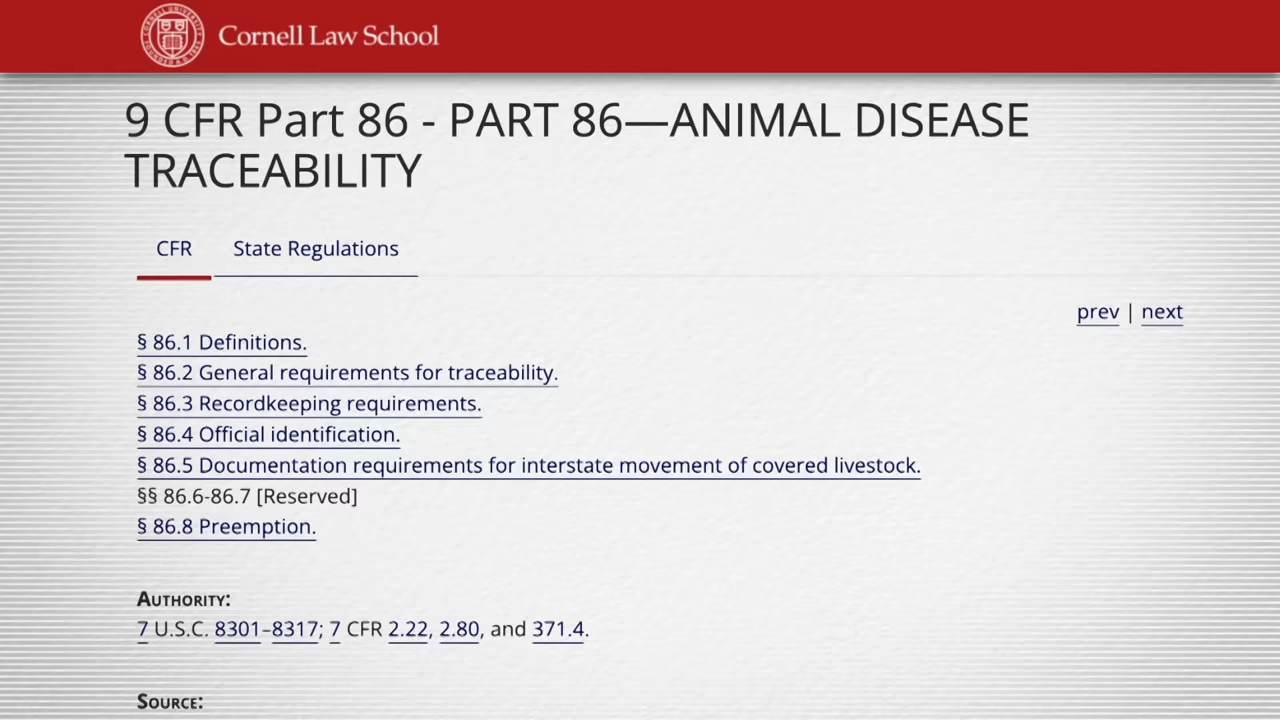 Cornell Law School
9 CFR Part 86 - PART 86—ANIMAL DISEASE
TRACEABILITY
CFR State Regulations
prev | next
§ 86.1 Definitions.
§ 86.2 General requirements for traceability.
§ 86.3 Recordkeeping requirements.
§ 86.4 Official identification.
§ 86.5 Documentation requirements for interstate movement of covered livestock.
§§ 86.6-86.7 [Reserved]
§ 86.8 Preemption.
Authority:
7 U.S.C. 8301–8317; 7 CFR 2.22, 2.80, and 371.4.
Source: